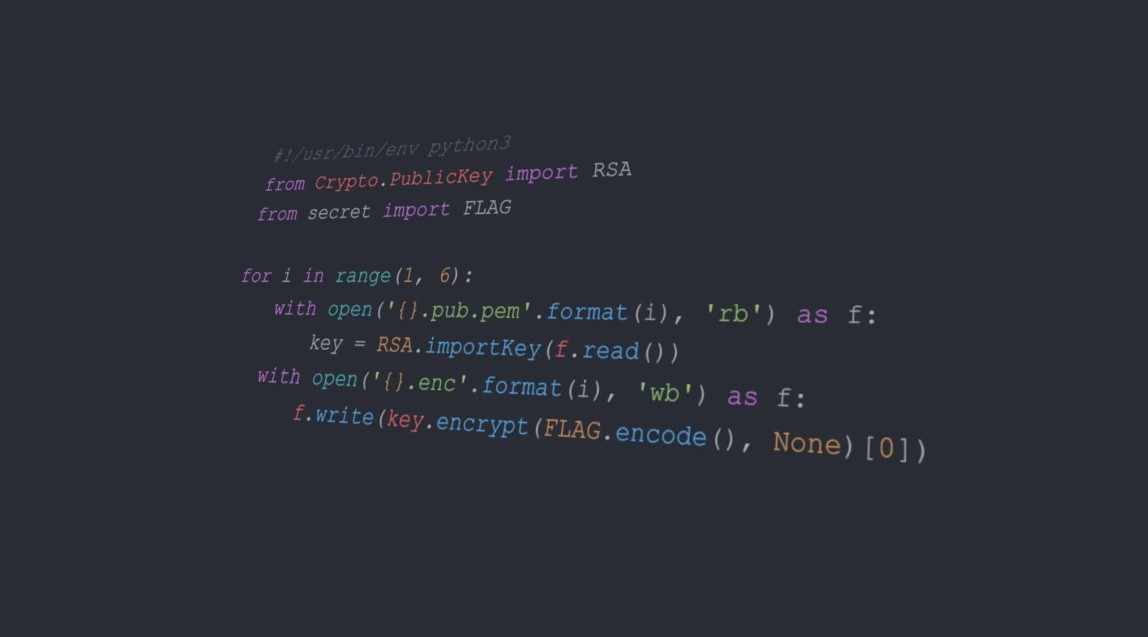 #!/usr/bin/env python3
from Crypto.PublicKey import RSA
from secret import FLAG
for i in range(1, 6):
with open('{}.pub.pem'.format(i), 'rb') as f:
key = RSA.importKey(f.read())
with open('{}.enc'.format(i), 'wb') as f:
f.write(key.encrypt(FLAG.encode(), None)[0])